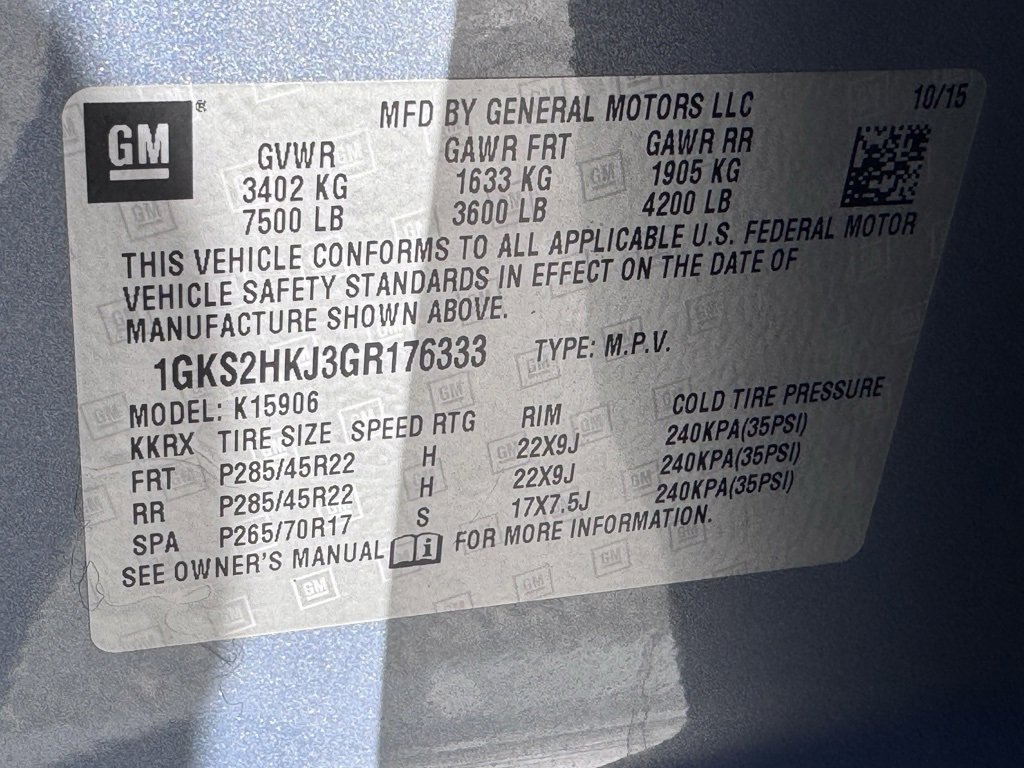 GM
MFD BY GENERAL MOTORS LLC 10/15
GVWR GAWR FRT GAWR RR
3402 KG 1633 KG 1905 KG
7500 LB 3600 LB 4200 LB
THIS VEHICLE CONFORMS TO ALL APPLICABLE U.S. FEDERAL MOTOR
VEHICLE SAFETY STANDARDS IN EFFECT ON THE DATE OF
MANUFACTURE SHOWN ABOVE.
1GKS2HKJ3GR176333 TYPE: M.P.V.
MODEL: K15906
KKRX TIRE SIZE SPEED RTG RIM COLD TIRE PRESSURE
FRT P285/45R22 H 22X9J 240KPA(35PSI)
RR P285/45R22 H 22X9J 240KPA(35PSI)
SPA P265/70R17 S 17X7.5J 240KPA(35PSI)
SEE OWNER'S MANUAL FOR MORE INFORMATION.